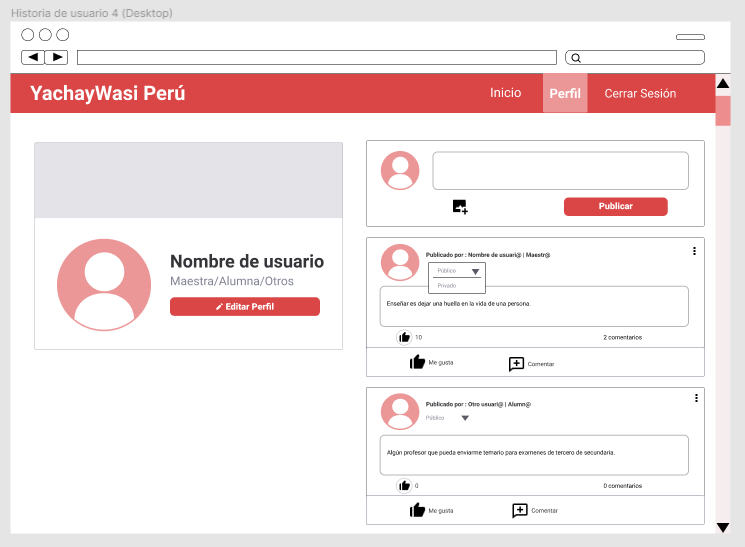 Historia de usuario 4 (Desktop)
YachayWasi Perú
Inicio
Perfil
Cerrar Sesión
Nombre de usuario
Maestra/Alumna/Otros
Editar Perfil
Publicar
Publicado por : Nombre de usuari@ | Maestr@
Público
Privado
Enseñar es dejar una huella en la vida de una persona.
10
2 comentarios
Me gusta
Comentar
Publicado por : Otro usuari@ | Alumn@
Público
Algún profesor que pueda enviarme temario para examenes de tercero de secundaria.
0
0 comentarios
Me gusta
Comentar